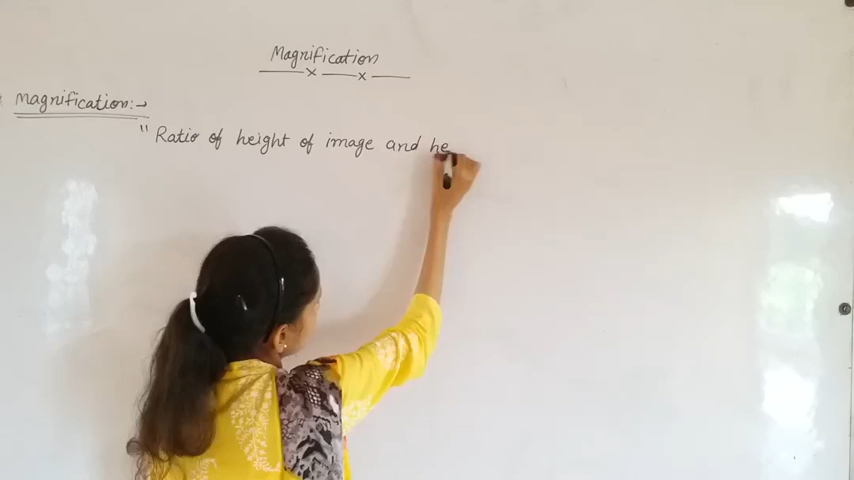 Magnification
Magnification:-
" Ratio of height of image and he